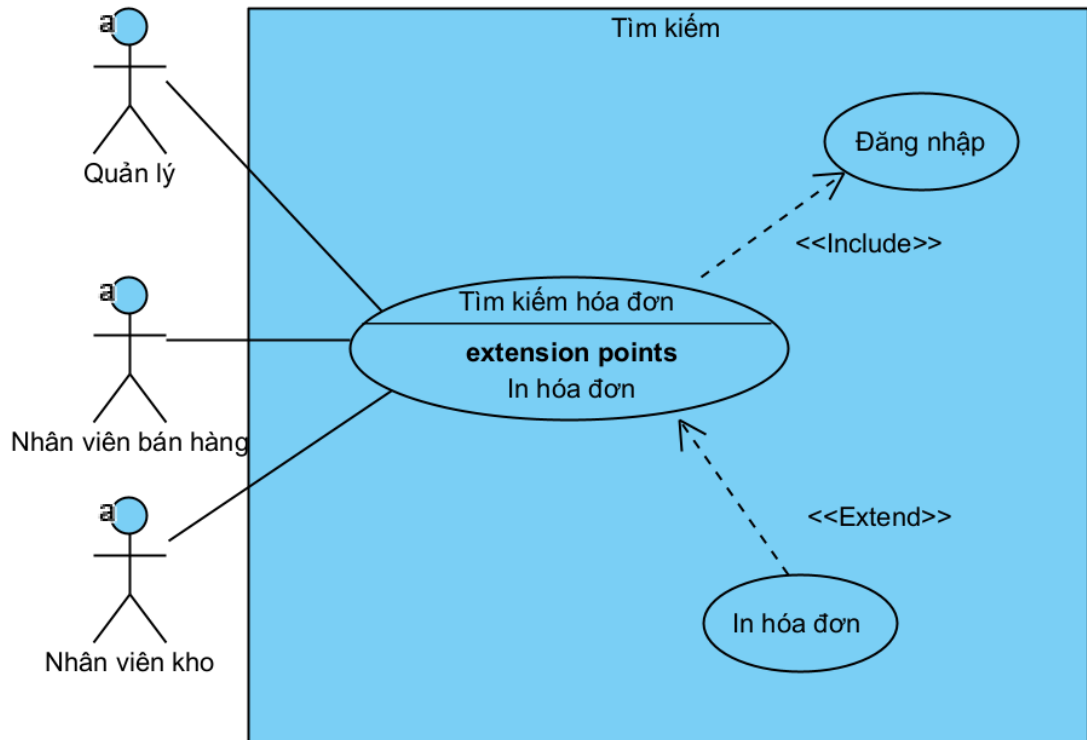 Tìm kiếm
a
Quản lý
Đăng nhập
<<Include>>
Tìm kiếm hóa đơn
extension points
In hóa đơn
a
Nhân viên bán hàng
a
Nhân viên kho
<<Extend>>
In hóa đơn